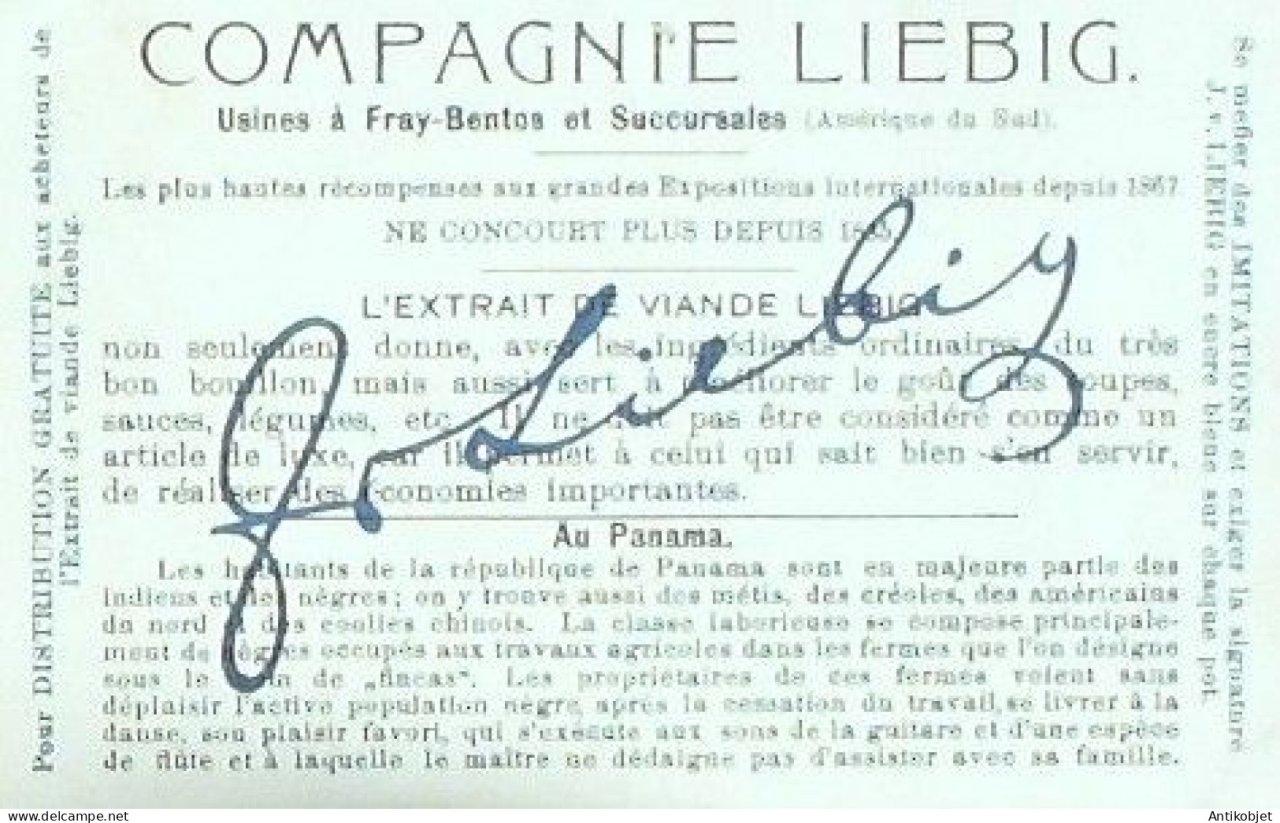 COMPAGNIE LIEBIG.
Usines à Fray-Bentos et Succursales (Amérique du Sud).
Les plus hautes récompenses aux grandes Expositions Internationales depuis 1867
NE CONCOURT PLUS DEPUIS
L'EXTRAIT DE VIANDE LIEBIG
non seulement donne, avec les ingrédients ordinaires, du très
bon bouillon, mais aussi sert à améliorer le goût des soupes,
sauces, légumes, etc. Il ne doit pas être considéré comme un
article de luxe, car il permet à celui qui sait bien s'en servir,
de réaliser des économies importantes.
Au Panama.
Les habitants de la république de Panama sont en majeure partie des
Indiens et des nègres; on y trouve aussi des métis, des créoles, des américains
du nord et des coolies chinois. La classe laborieuse se compose principale-
ment de nègres occupés aux travaux agricoles dans les fermes que l'on désigne
sous le nom de „fincas". Les propriétaires de ces fermes voient sans
déplaisir l'active population nègre, après la cessation du travail, se livrer à la
danse, son plaisir favori, qui s'exécute aux sons de la guitare et d'une espèce
de flûte et à laquelle le maître ne dédaigne pas d'assister avec sa famille.
Pour DISTRIBUTION GRATUITE aux acheteurs de
l'Extrait de viande Liebig.
Se méfier des IMITATIONS et exiger la signature
J. v. LIEBIG en encre bleue sur chaque pot.
J v Liebig
Antikobjet